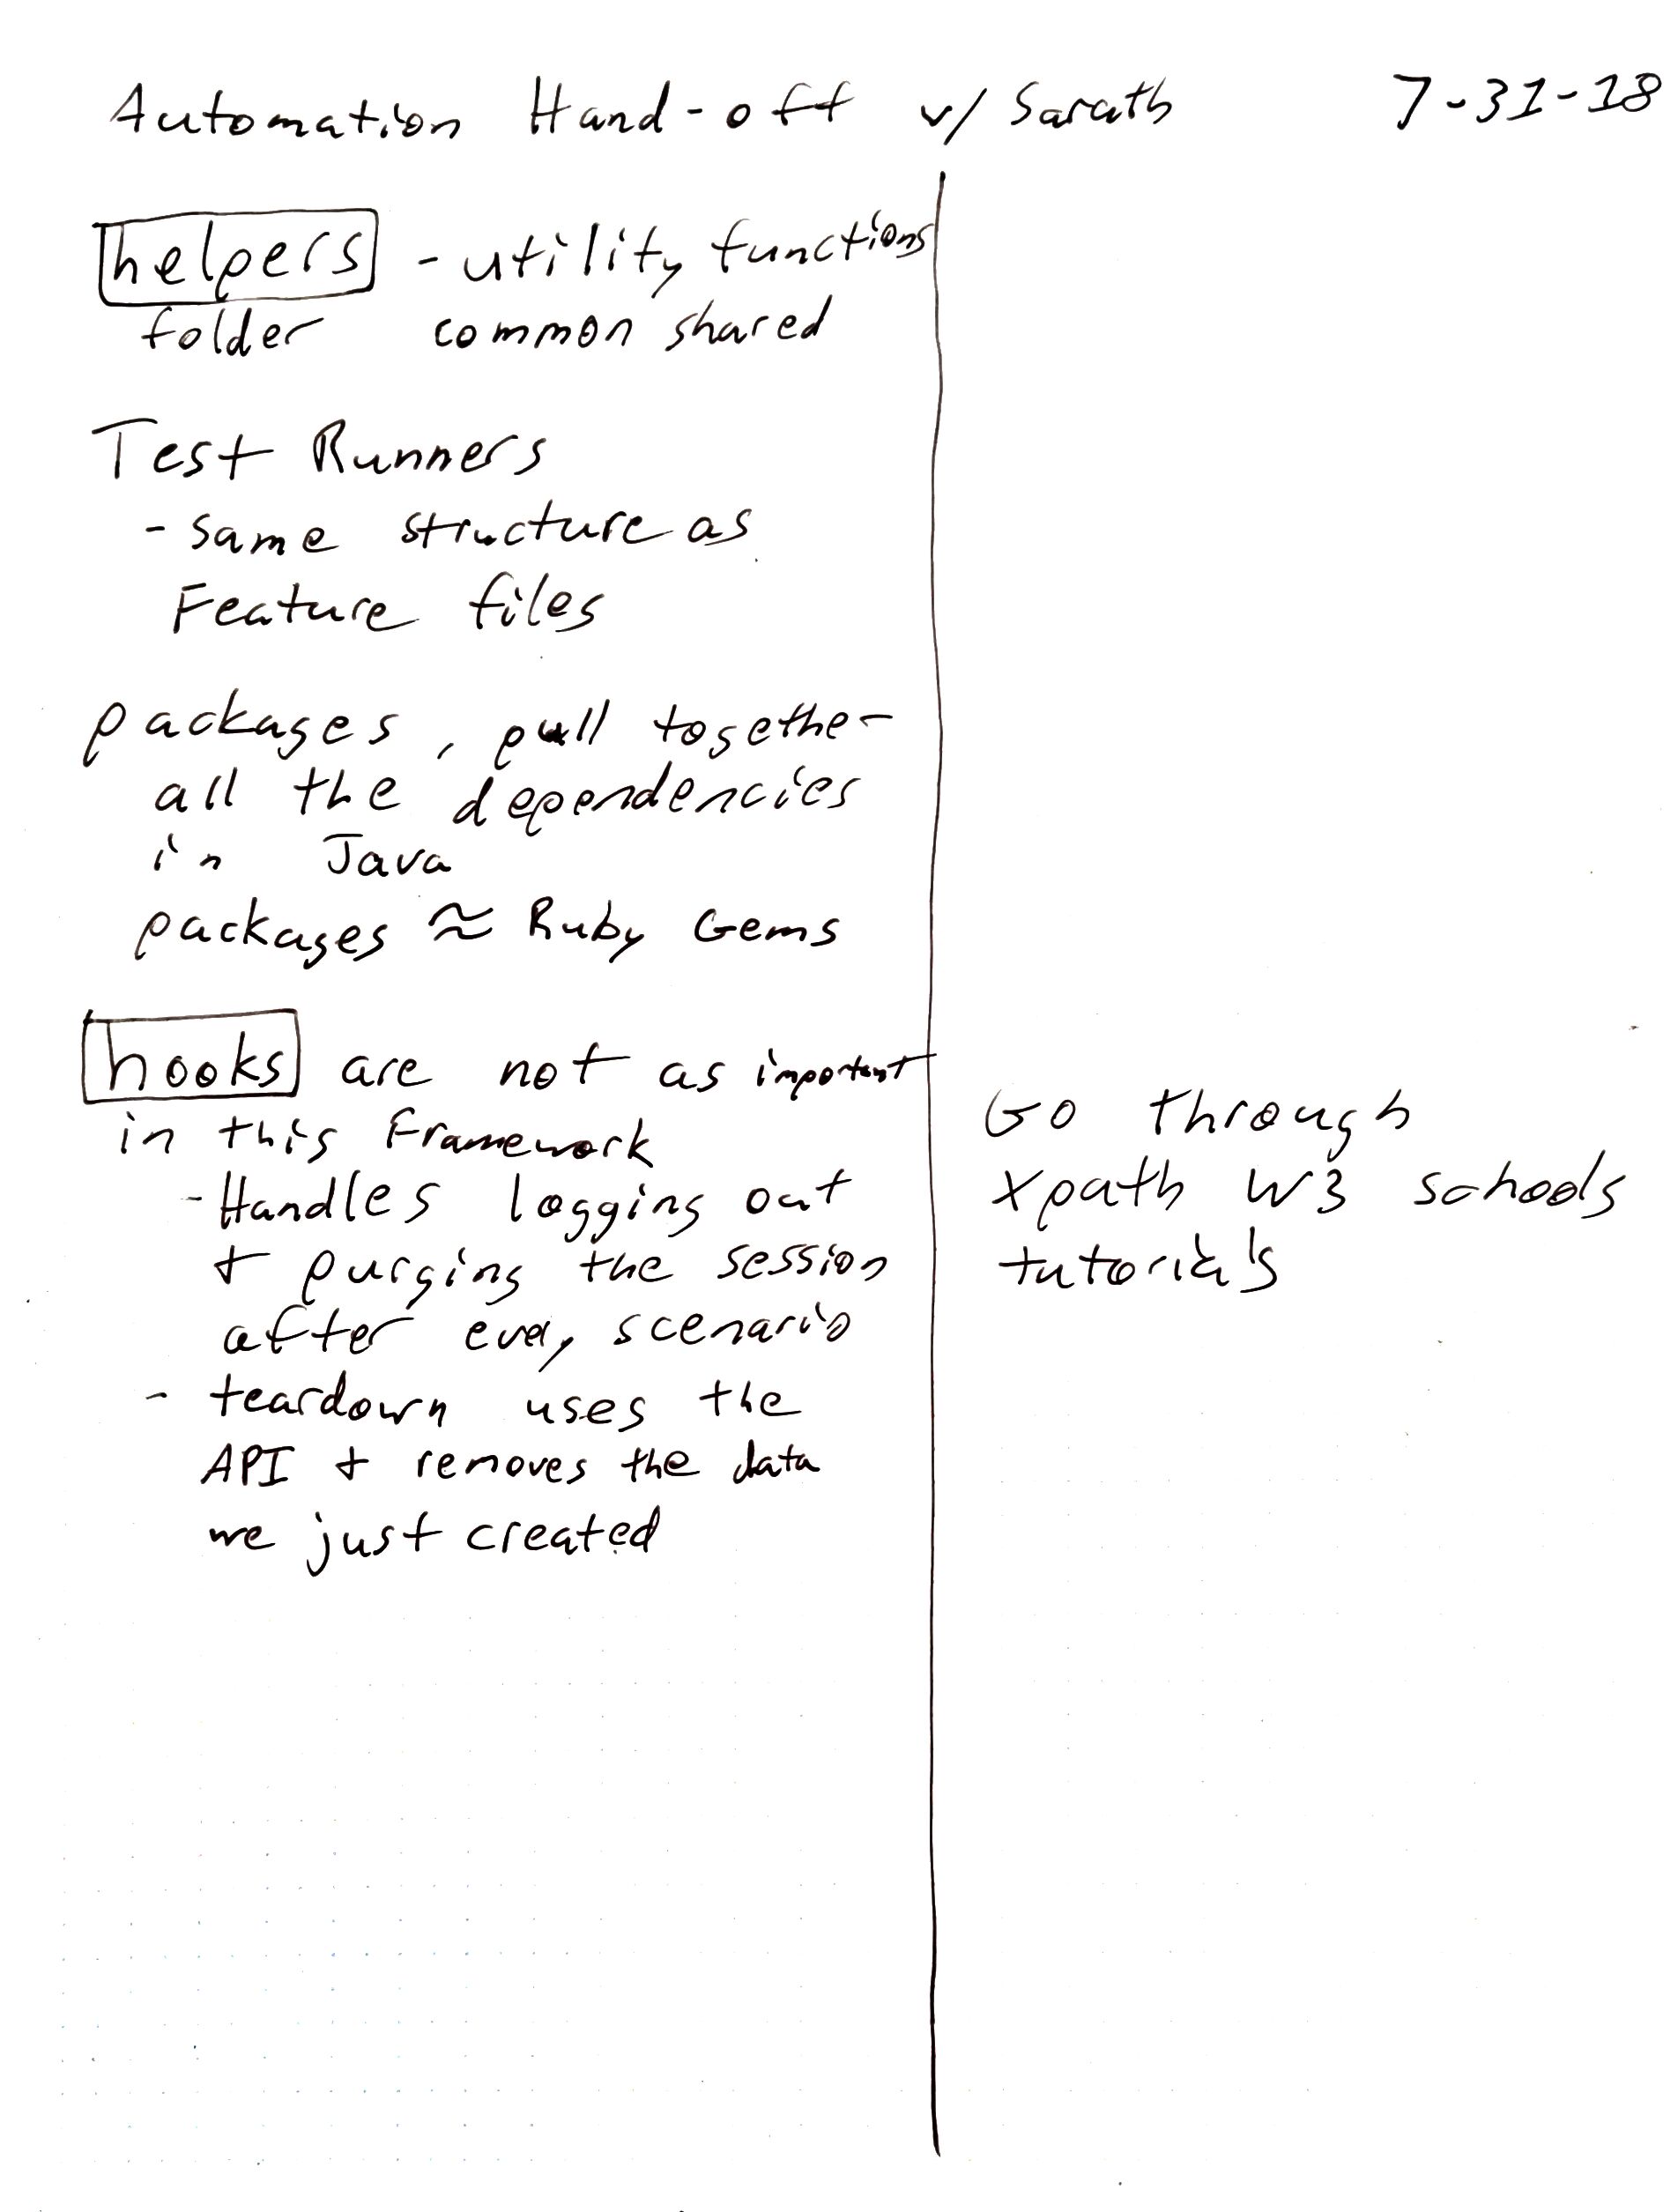 Automation Hand-off w/ Sarath 7-31-18
helpers - utility functions
folder common shared
Test Runners
- same structure as
Feature files
packages, pull together
all the dependencies
in Java
packages ≈ Ruby Gems
hooks are not as important
in this Framework
- Handles logging out
+ purging the session
after every scenario
- teardown uses the
API + removes the data
we just created
Go through
Xpath W3 schools
tutorials